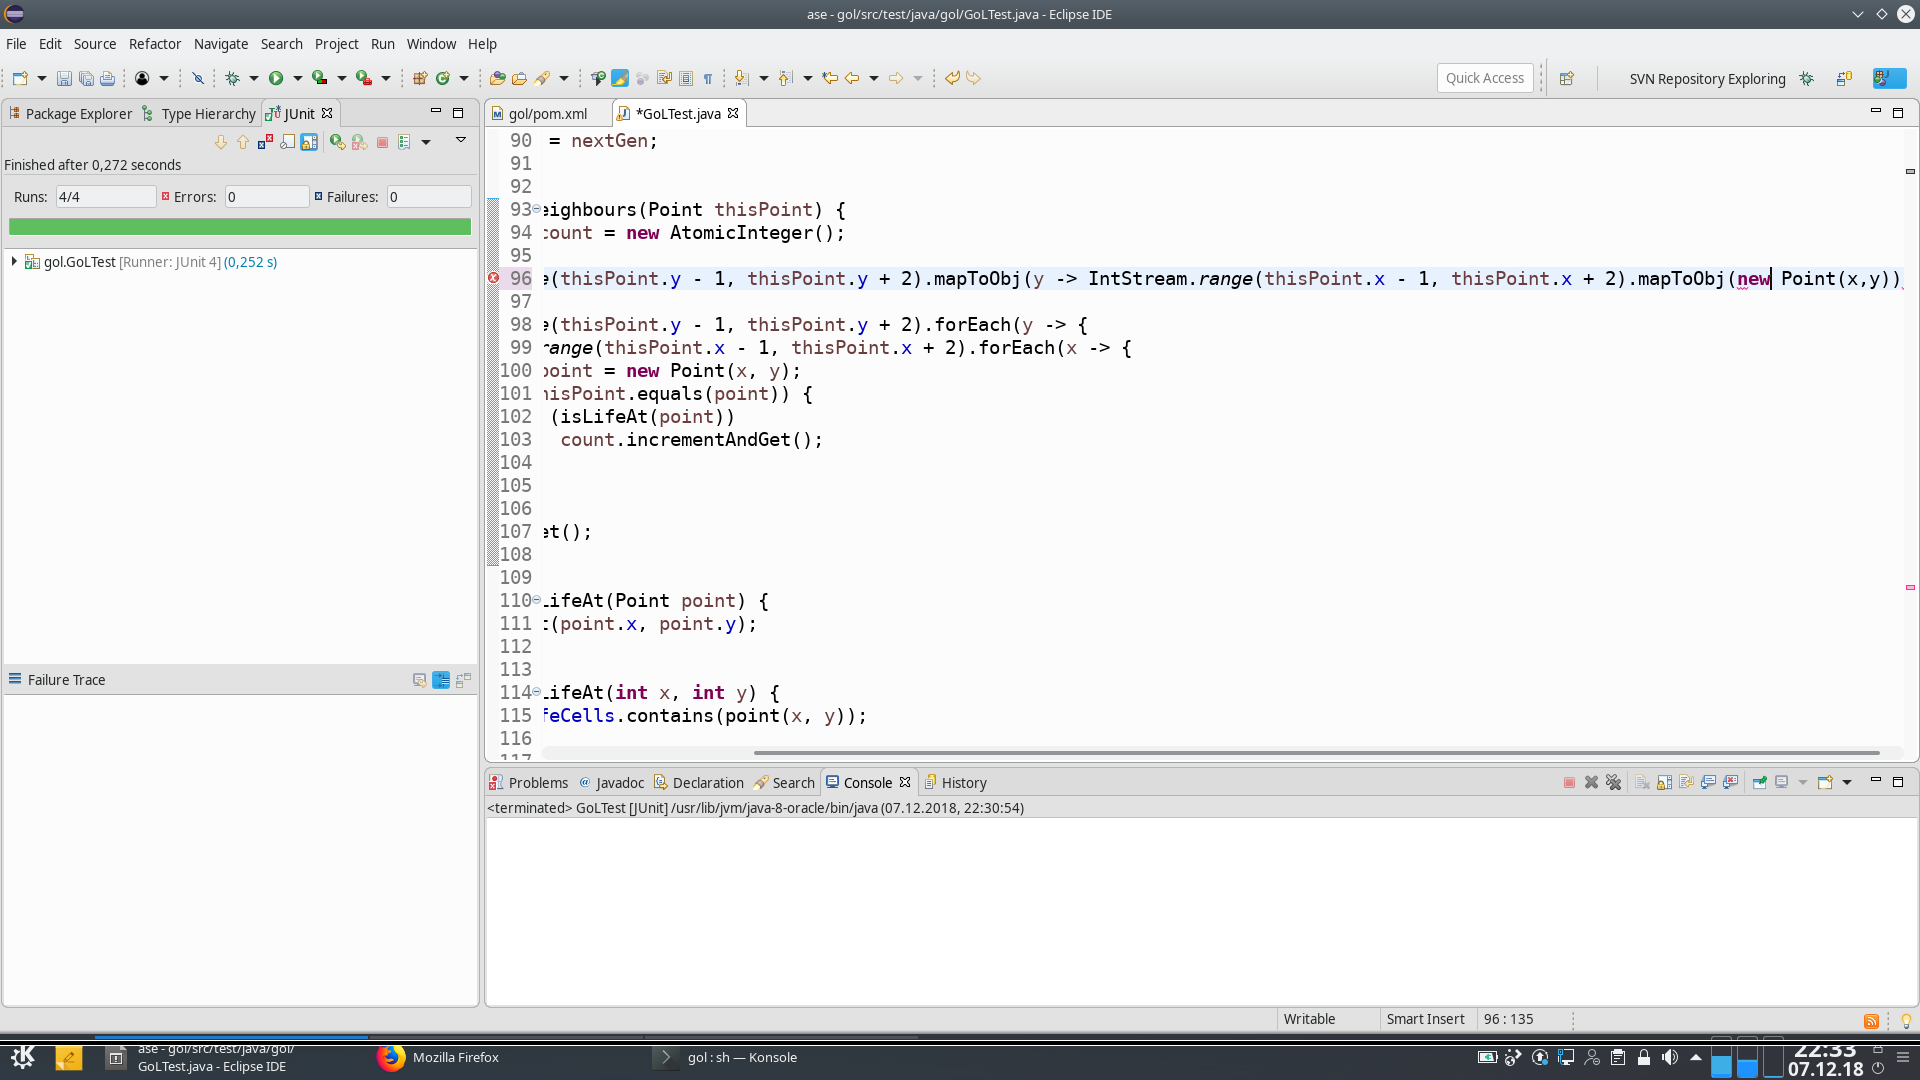 ase - gol/src/test/java/gol/GoLTest.java - Eclipse IDE
File Edit Source Refactor Navigate Search Project Run Window Help
Quick Access
SVN Repository Exploring
Package Explorer Type Hierarchy JUnit
Finished after 0,272 seconds
Runs: 4/4 Errors: 0 Failures: 0
gol.GoLTest [Runner: JUnit 4] (0,252 s)
Failure Trace
gol/pom.xml *GoLTest.java
90 = nextGen;
91
92
93 eighbours(Point thisPoint) {
94 count = new AtomicInteger();
95
96 e(thisPoint.y - 1, thisPoint.y + 2).mapToObj(y -> IntStream.range(thisPoint.x - 1, thisPoint.x + 2).mapToObj(new Point(x,y))
97
98 e(thisPoint.y - 1, thisPoint.y + 2).forEach(y -> {
99 range(thisPoint.x - 1, thisPoint.x + 2).forEach(x -> {
100 point = new Point(x, y);
101 hisPoint.equals(point)) {
102 (isLifeAt(point))
103 count.incrementAndGet();
104
105
106
107 et();
108
109
110 LifeAt(Point point) {
111 t(point.x, point.y);
112
113
114 LifeAt(int x, int y) {
115 feCells.contains(point(x, y));
116
117
Problems Javadoc Declaration Search Console History
<terminated> GoLTest [JUnit] /usr/lib/jvm/java-8-oracle/bin/java (07.12.2018, 22:30:54)
Writable Smart Insert 96 : 135
ase - gol/src/test/java/gol/
GoLTest.java - Eclipse IDE
Mozilla Firefox
gol : sh — Konsole
22:33
07.12.18